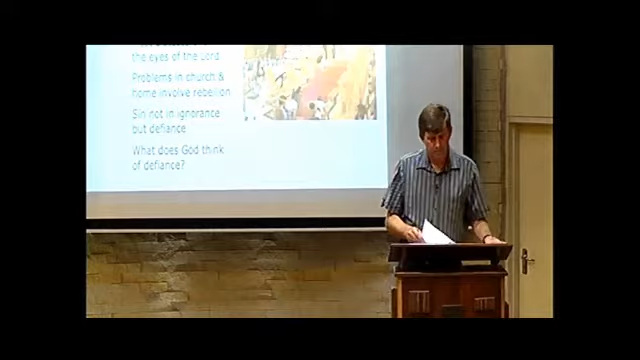 the eyes of the Lord
Problems in church &
home involve rebellion
Sin not in ignorance
but defiance
What does God think
of defiance?